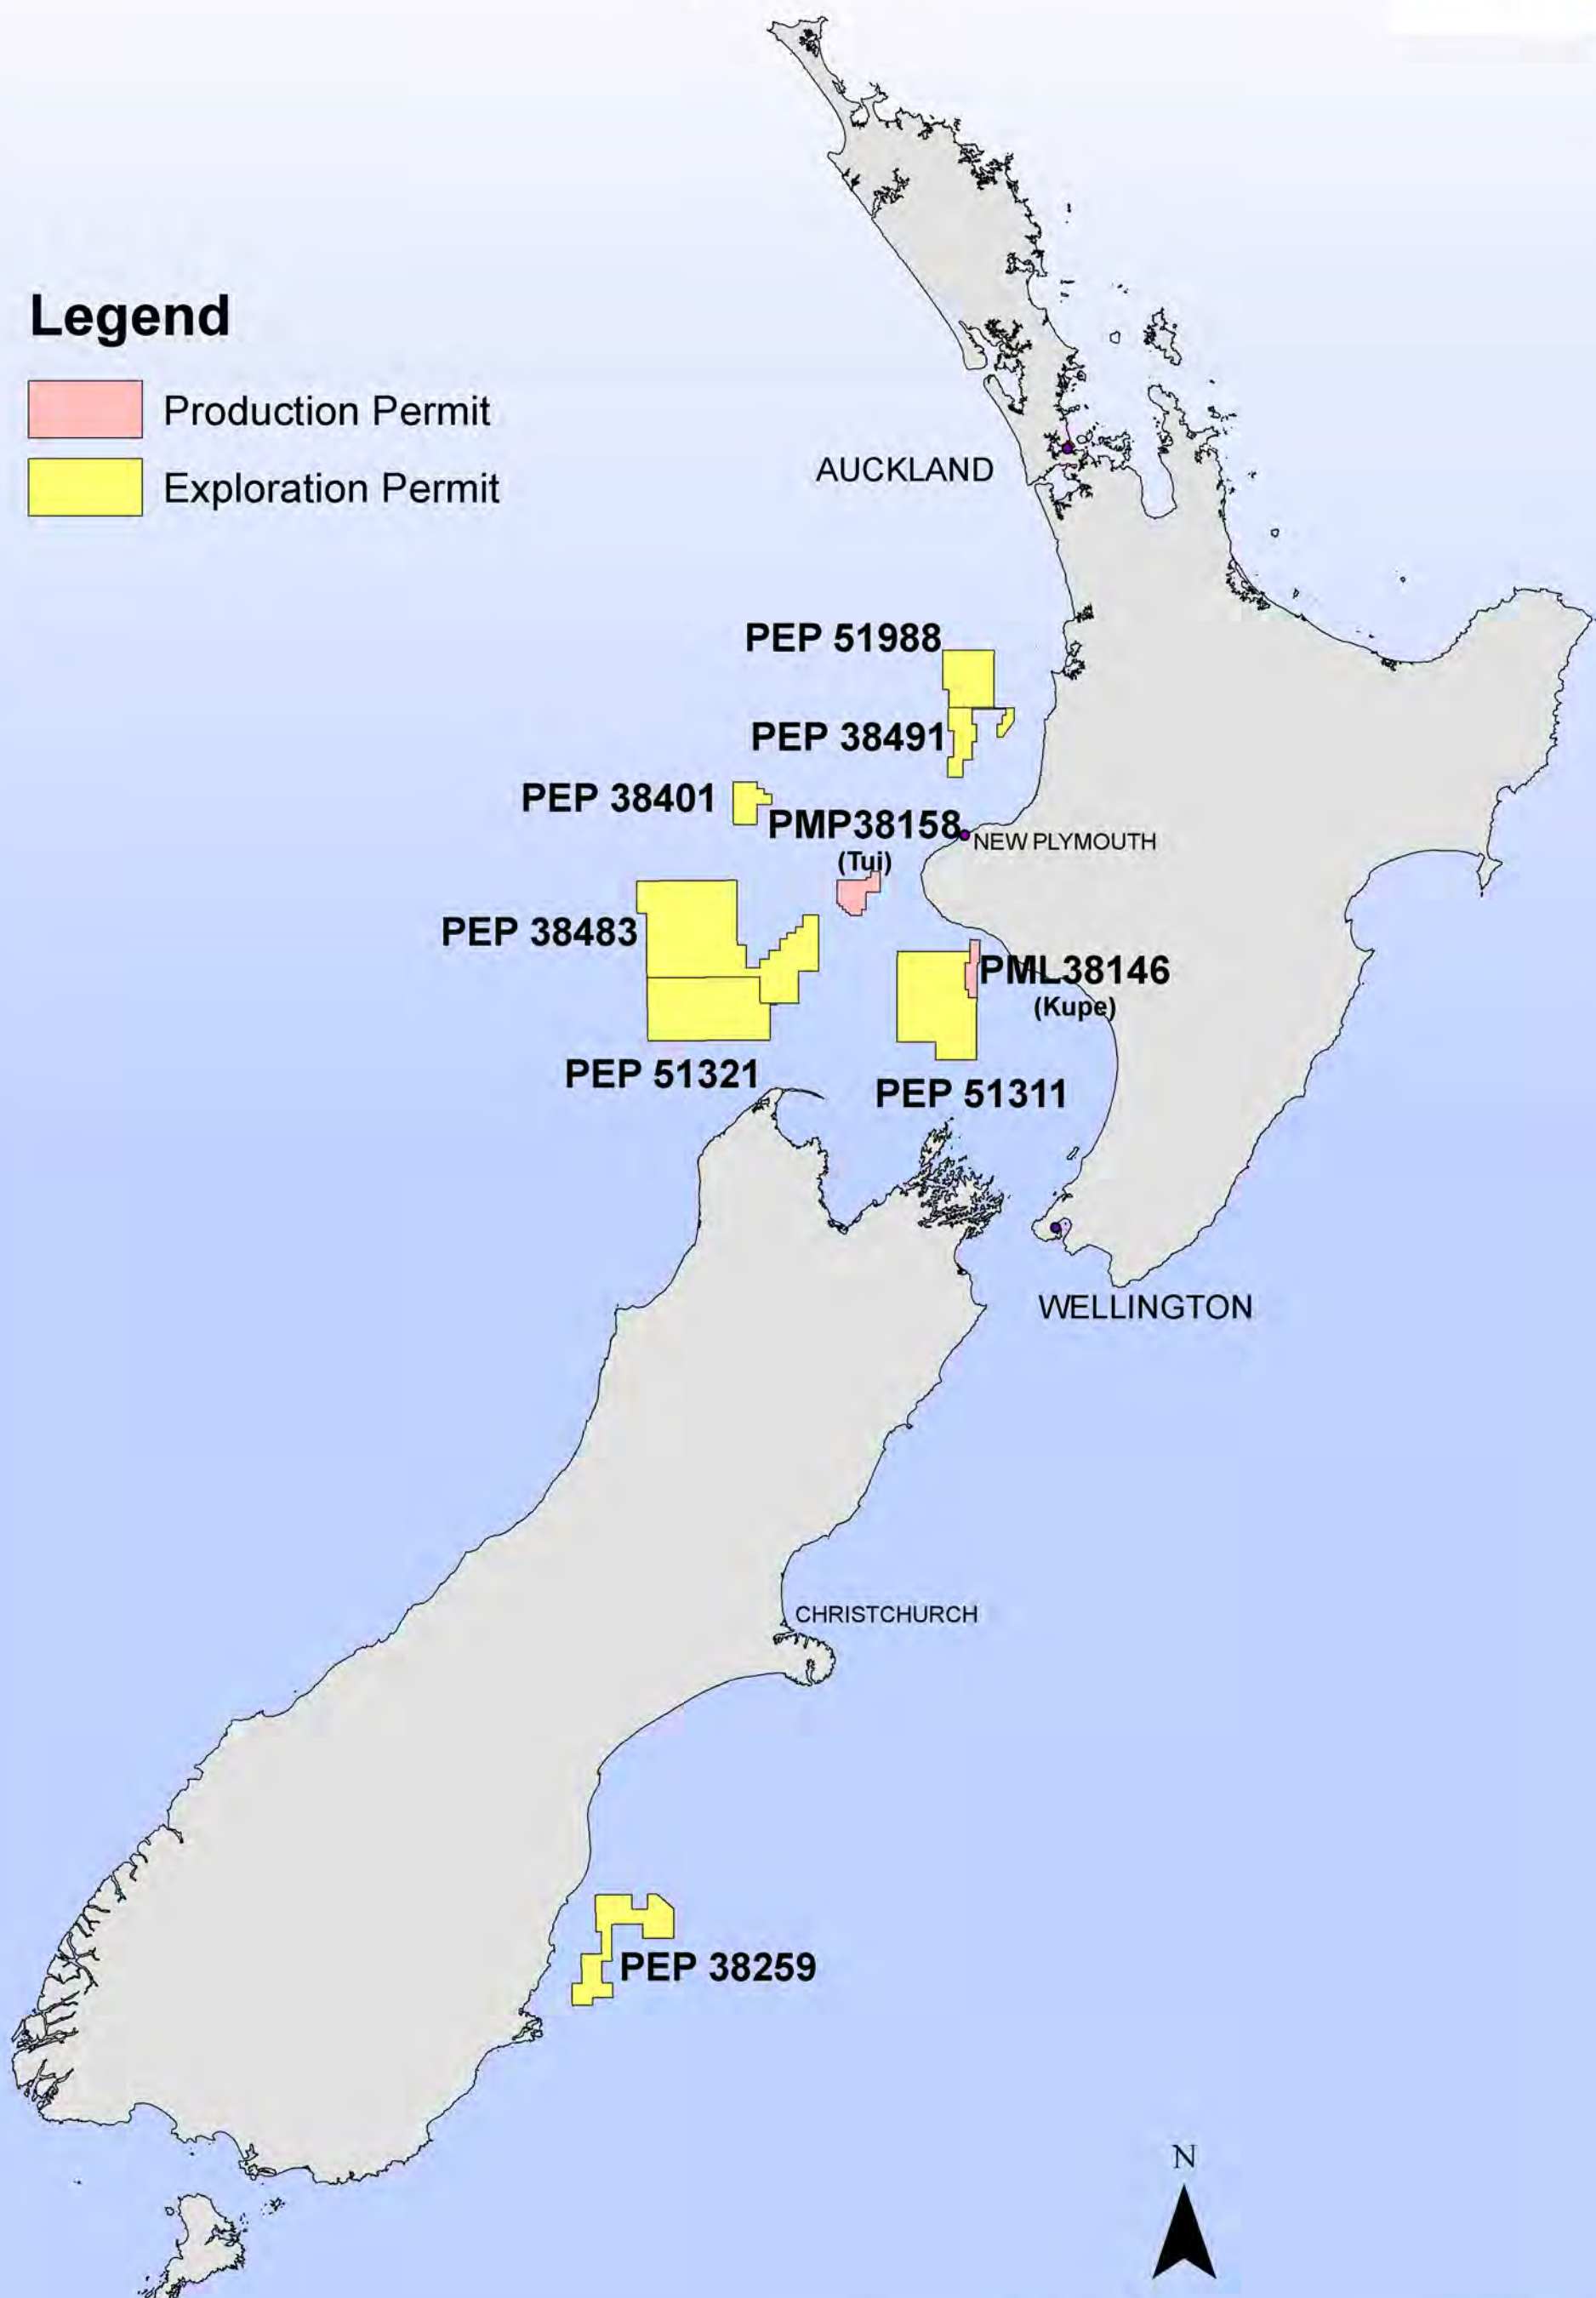 Legend
Production Permit
Exploration Permit
AUCKLAND
PEP 51988
PEP 38491
PEP 38401
PMP38158
(Tui)
NEW PLYMOUTH
PEP 38483
PML38146
(Kupe)
PEP 51321
PEP 51311
WELLINGTON
CHRISTCHURCH
PEP 38259
N